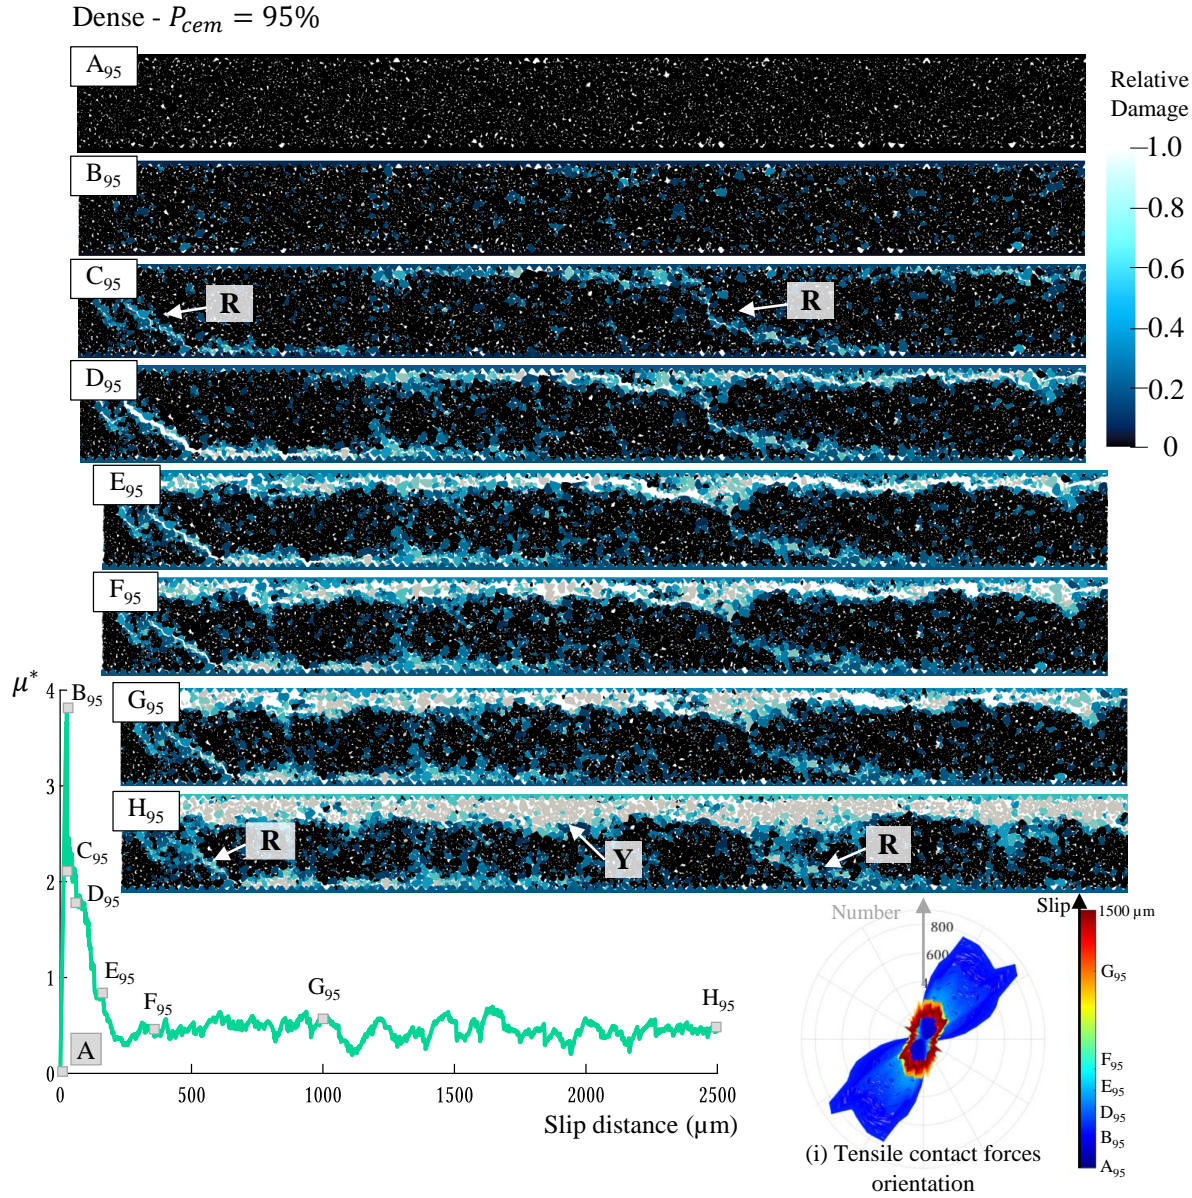 Dense - P_cem = 95%
A95
Relative
Damage
1.0
B95
0.8
C95
R
R
0.6
0.4
D95
0.2
0
E95
F95
μ*
4
B95
G95
3
H95
R
Y
R
C95
2
D95
Slip
1500 μm
Number
800
600
4
G95
1
E95
F95
G95
H95
A
0
F95
E95
D95
B95
A95
0
500
1000
1500
2000
2500
Slip distance (μm)
(i) Tensile contact forces
orientation